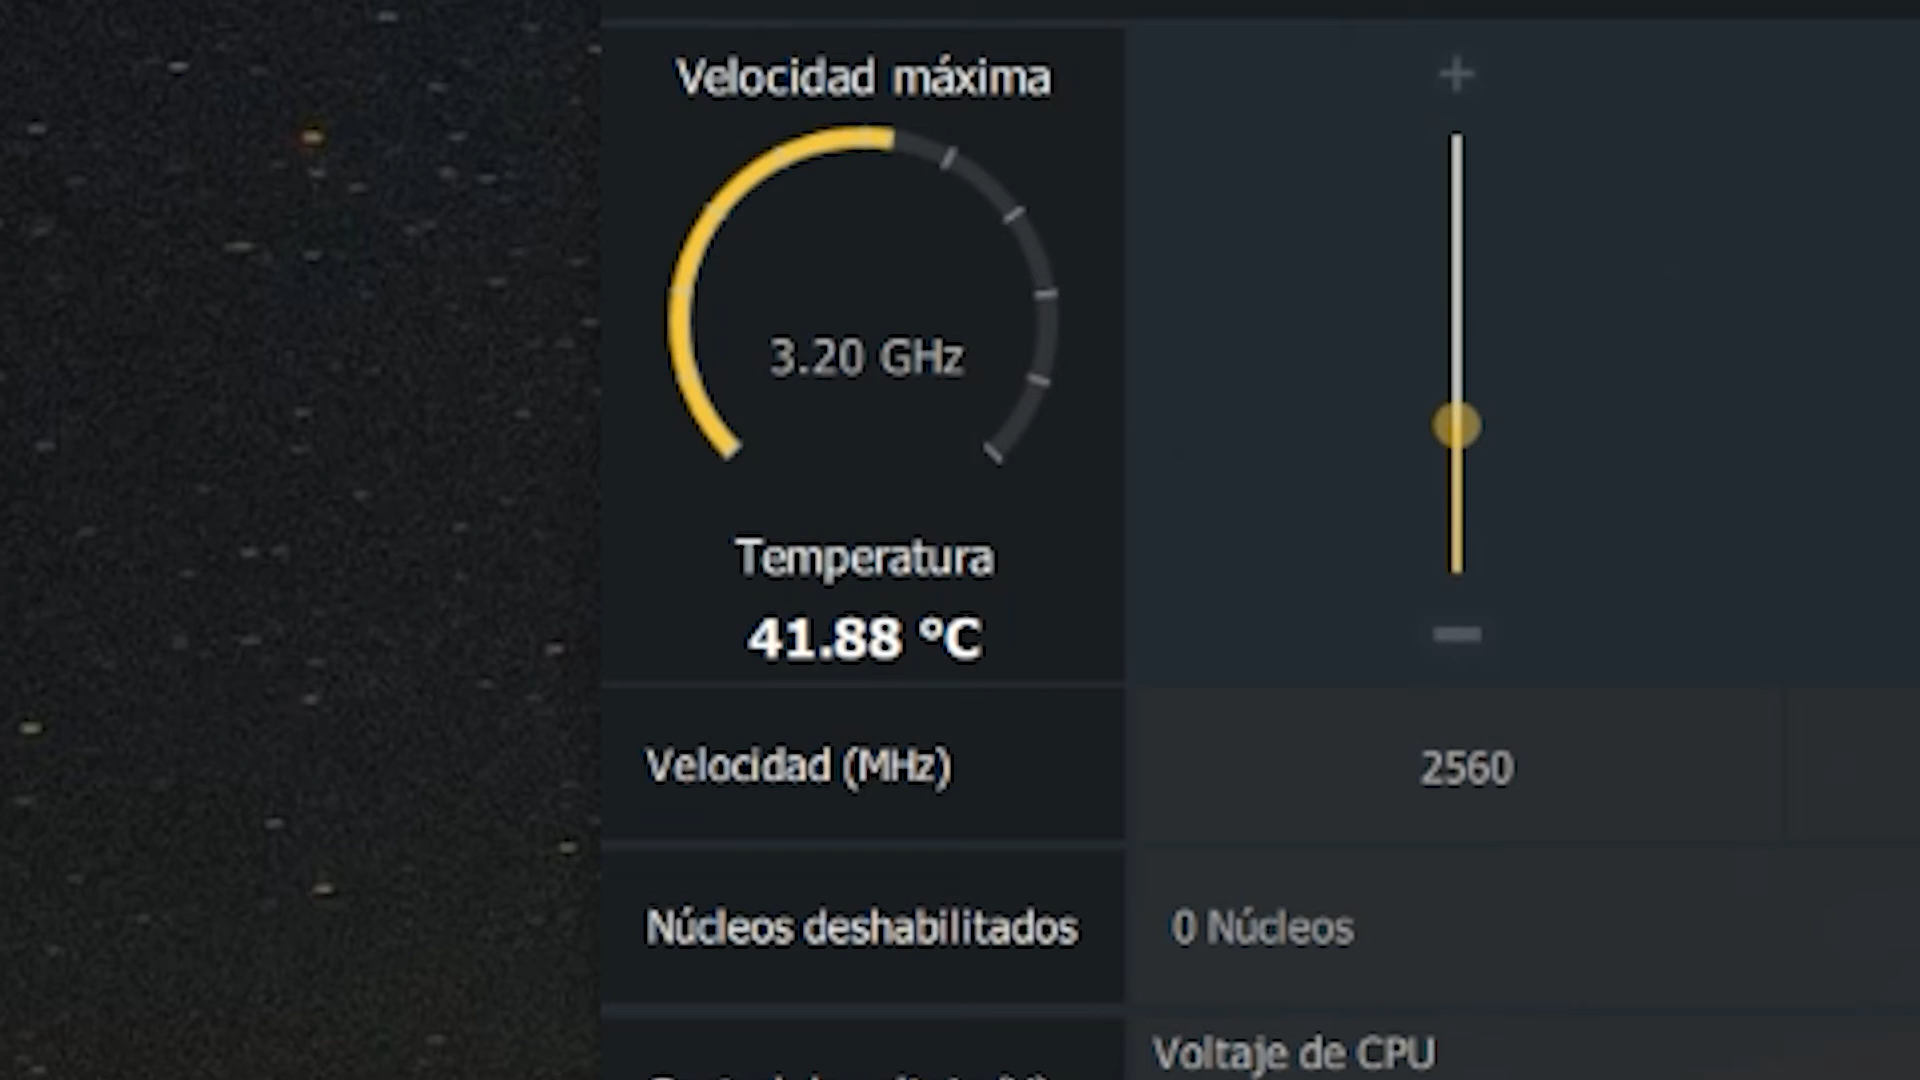 Velocidad máxima
3.20 GHz
Temperatura
41.88 °C
Velocidad (MHz)
2560
Núcleos deshabilitados
0 Núcleos
Voltaje de CPU